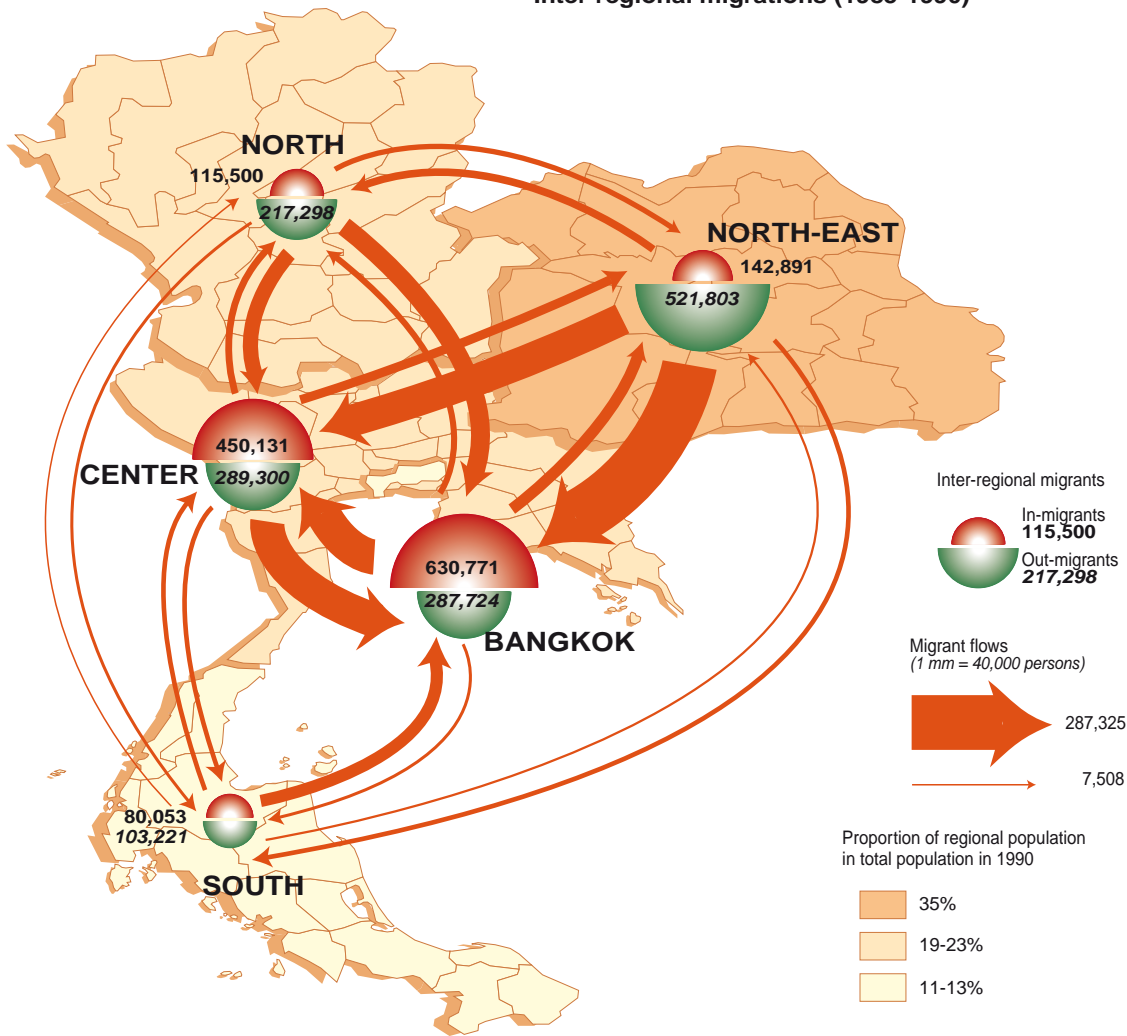 NORTH
115,500
217,298
NORTH-EAST
142,891
521,803
450,131
CENTER
289,300
630,771
287,724
BANGKOK
80,053
103,221
SOUTH
Inter-regional migrants
In-migrants
115,500
Out-migrants
217,298
Migrant flows
(1 mm = 40,000 persons)
287,325
7,508
Proportion of regional population
in total population in 1990
35%
19-23%
11-13%